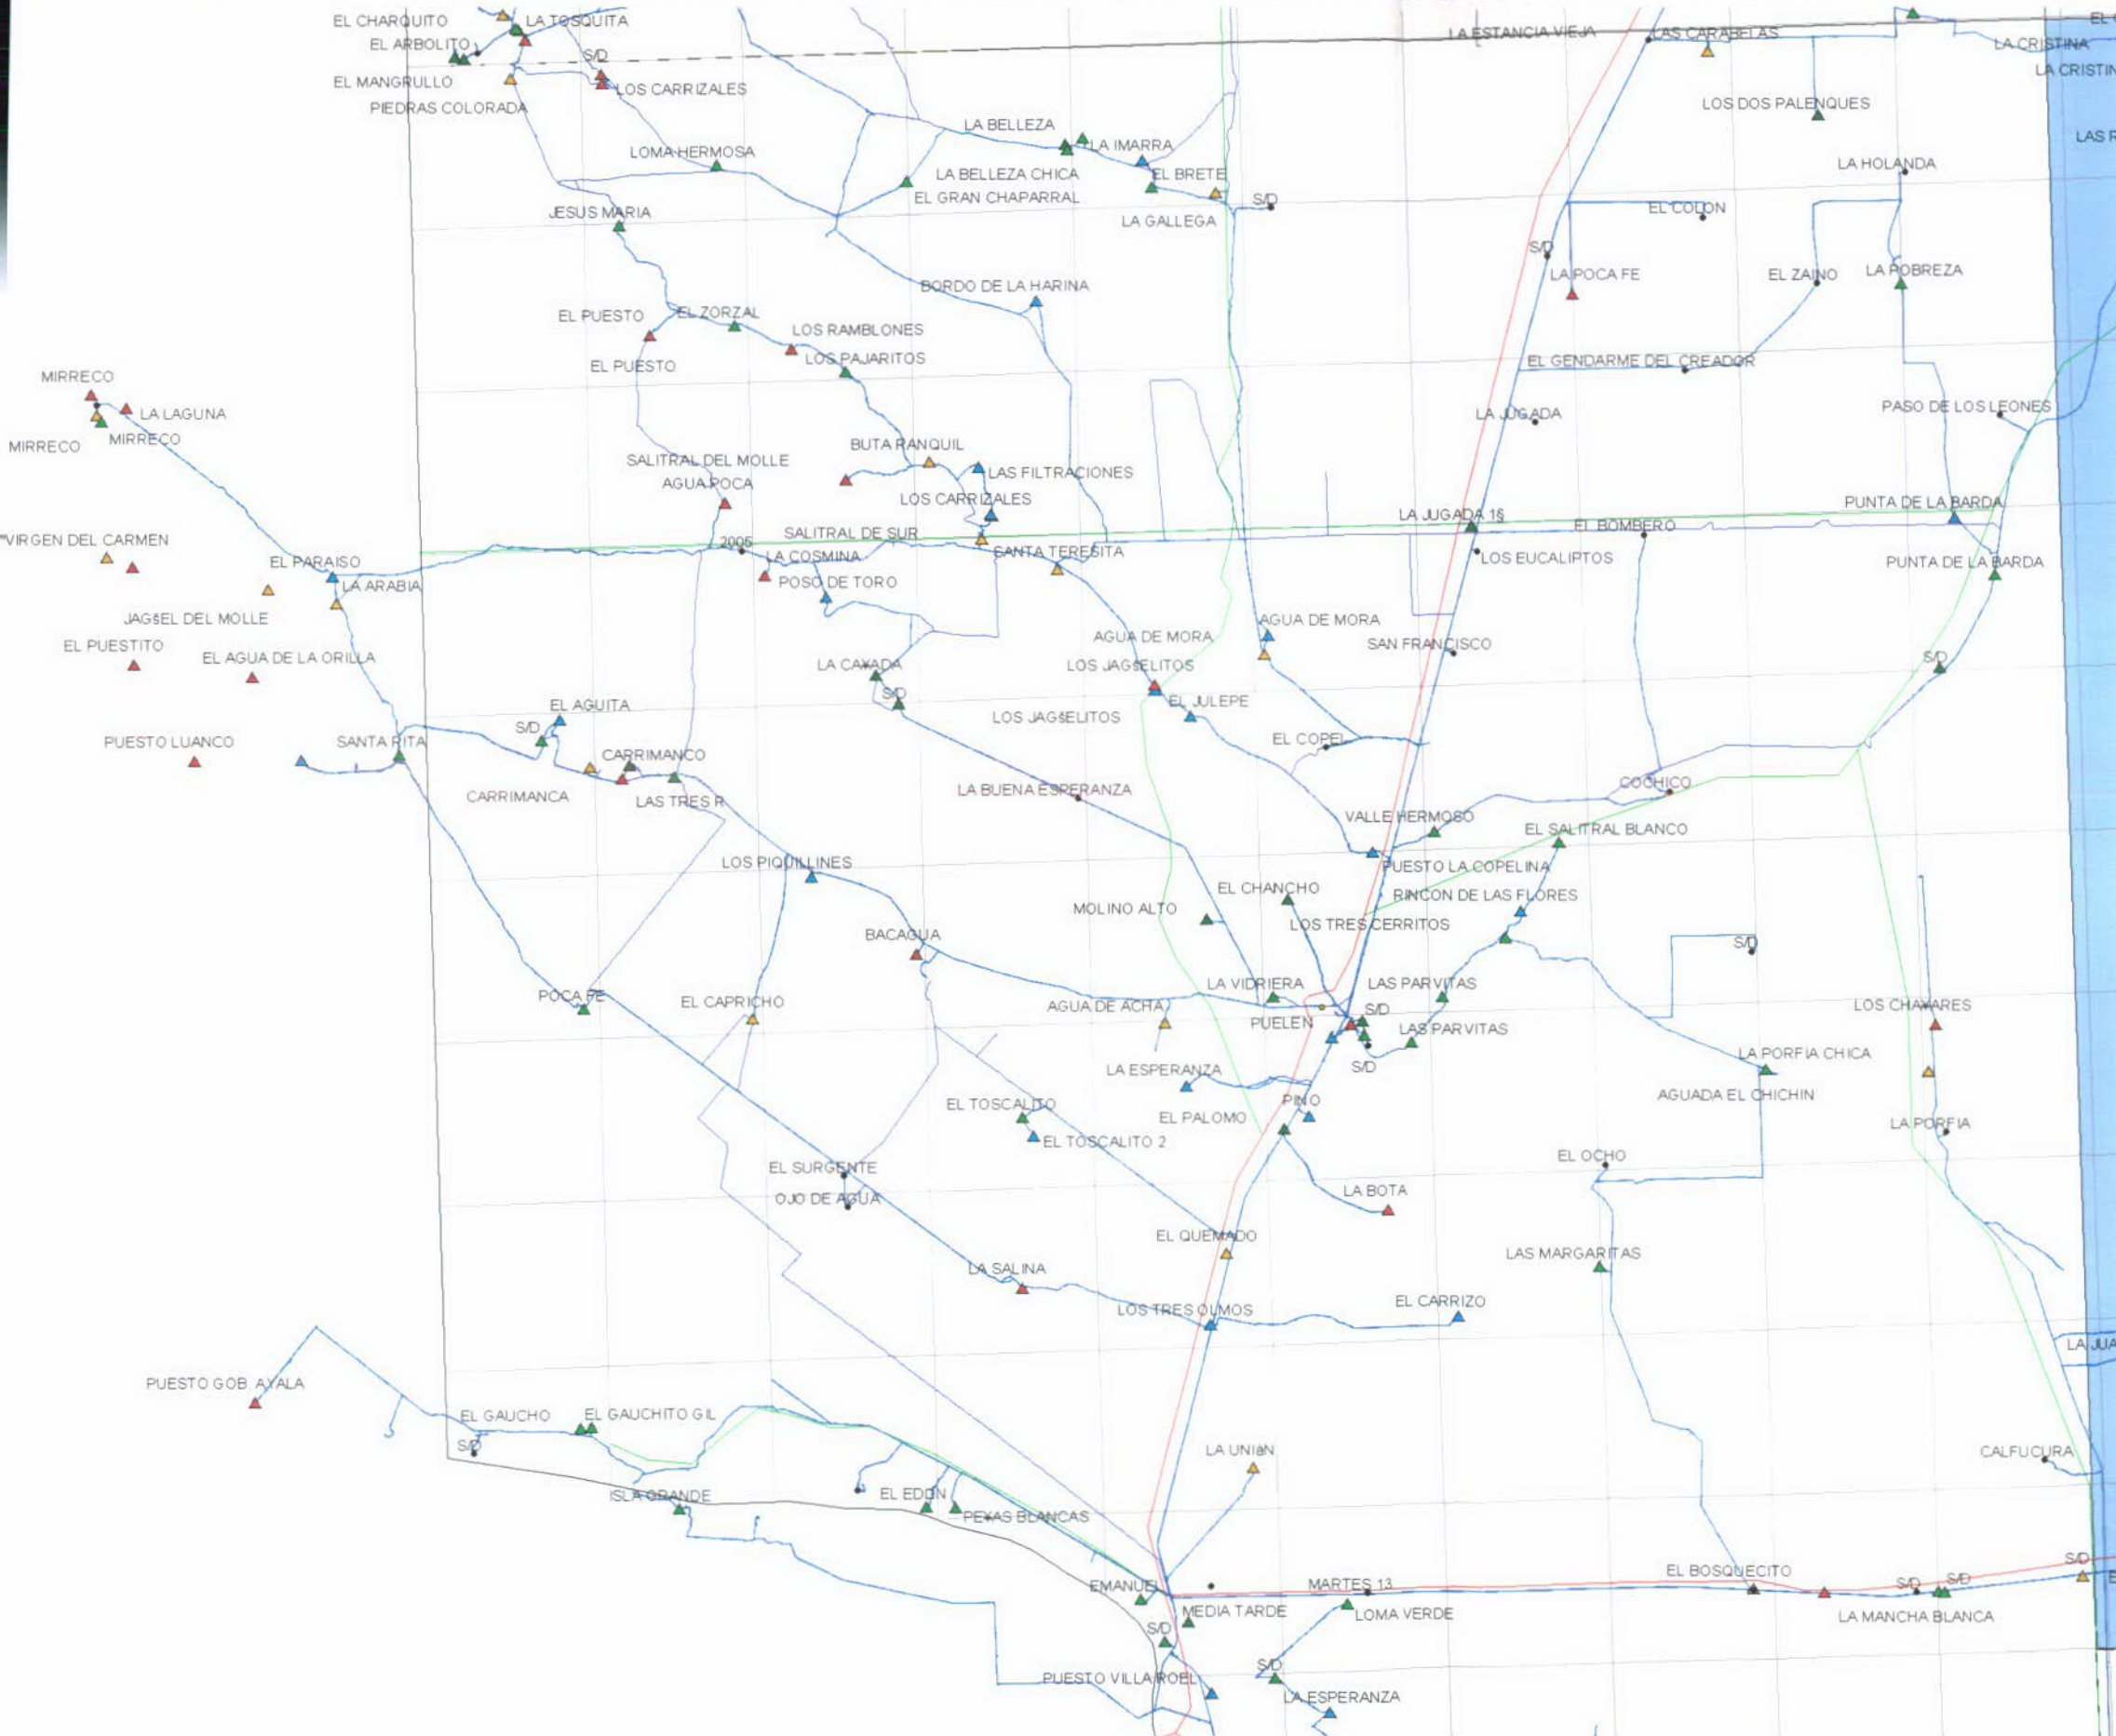 EL CHARQUITO
LA TOSQUITA
EL ARBOLITO
S/D
LA ESTANCIA VIEJA
LAS CARABELAS
LA CRISTINA
EL MANGRULLO
LOS CARRIZALES
PIEDRAS COLORADA
LOS DOS PALENQUES
LA BELLEZA
LA IMARRA
LOMA HERMOSA
LA BELLEZA CHICA
EL BRETE
LA HOLANDA
EL GRAN CHAPARRAL
S/D
JESUS MARIA
LA GALLEGA
EL COLON
S/D
LA POCA FE
EL ZAINO
LA POBREZA
BORDO DE LA HARINA
EL PUESTO
EL ZORZAL
LOS RAMBLONES
LOS PAJARITOS
EL PUESTO
EL GENDARME DEL CREADOR
MIRRECO
LA LAGUNA
LA JUGADA
PASO DE LOS LEONES
MIRRECO
MIRRECO
BUTA RANQUIL
SALITRAL DEL MOLLE
LAS FILTRACIONES
AGUA POCA
LOS CARRIZALES
PUNTA DE LA BARDA
LA JUGADA 1§
EL BOMBERO
VIRGEN DEL CARMEN
2005
SALITRAL DE SUR
LA COSMINA
SANTA TERESITA
LOS EUCALIPTOS
PUNTA DE LA BARDA
EL PARAISO
LA ARABIA
POSO DE TORO
JAGšEL DEL MOLLE
AGUA DE MORA
AGUA DE MORA
EL PUESTITO
EL AGUA DE LA ORILLA
SAN FRANCISCO
S/D
LA CA¥ADA
LOS JAGšELITOS
S/D
EL AGUITA
EL JULEPE
S/D
LOS JAGšELITOS
PUESTO LUANCO
SANTA RITA
EL COPEL
CARRIMANCO
CARRIMANCA
LAS TRES R
LA BUENA ESPERANZA
COCHICO
VALLE HERMOSO
EL SALITRAL BLANCO
LOS PIQUILLINES
PUESTO LA COPELINA
EL CHANCHO
RINCON DE LAS FLORES
MOLINO ALTO
LOS TRES CERRITOS
BACAGUA
S/D
LA VIDRIERA
LAS PARVITAS
POCA FE
EL CAPRICHO
AGUA DE ACHA
S/D
LOS CHA¥ARES
PUELEN
LAS PARVITAS
S/D
LA PORFIA CHICA
LA ESPERANZA
AGUADA EL CHICHIN
EL TOSCALITO
PINO
EL PALOMO
LA PORFIA
EL TOSCALITO 2
EL OCHO
EL SURGENTE
OJO DE AGUA
LA BOTA
EL QUEMADO
LAS MARGARITAS
LA SALINA
LOS TRES OLMOS
EL CARRIZO
PUESTO GOB. AYALA
EL GAUCHO
EL GAUCHITO GIL
S/D
CALFUCURA
ISLA GRANDE
EL EDEN
PE¥AS BLANCAS
S/D
EMANUEL
MARTES 13
EL BOSQUECITO
S/D
S/D
MEDIA TARDE
LOMA VERDE
LA MANCHA BLANCA
S/D
PUESTO VILLA ROEL
S/D
LA ESPERANZA